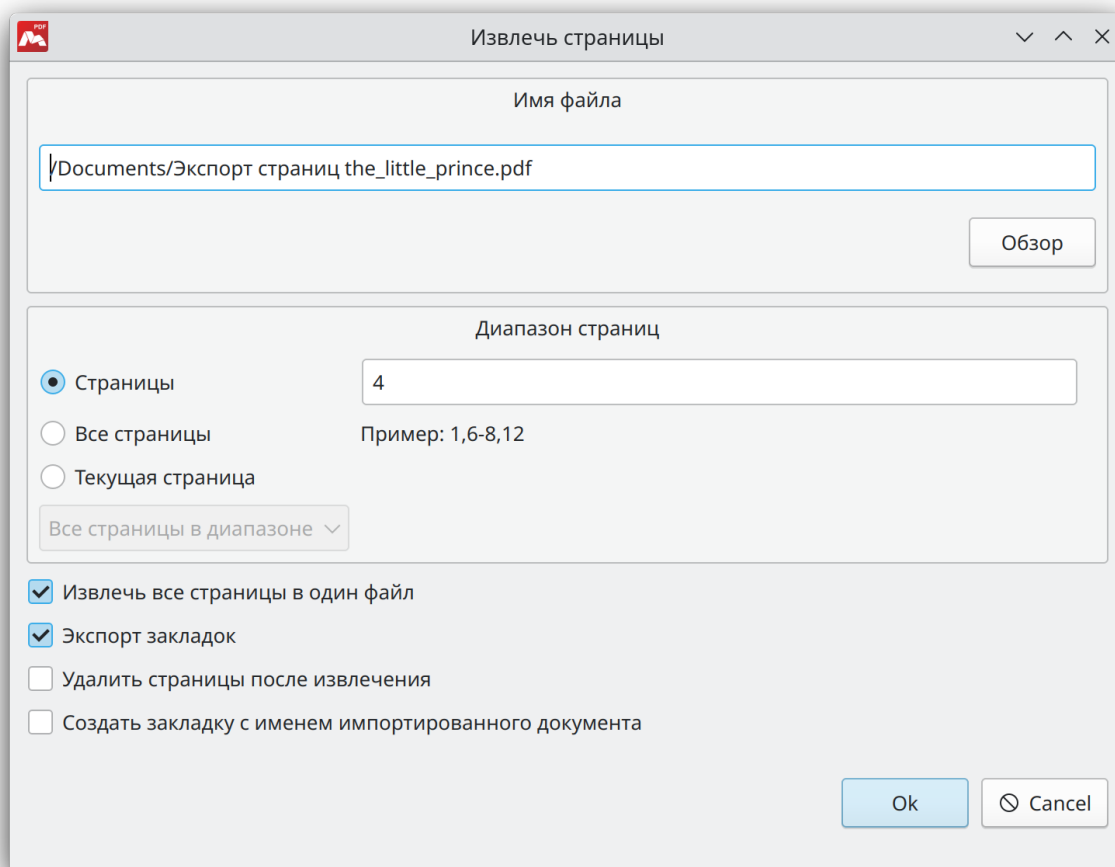 PDF
Извлечь страницы
Имя файла
/Documents/Экспорт страниц the_little_prince.pdf
Обзор
Диапазон страниц
Страницы
4
Все страницы
Пример: 1,6-8,12
Текущая страница
Все страницы в диапазоне
Извлечь все страницы в один файл
Экспорт закладок
Удалить страницы после извлечения
Создать закладку с именем импортированного документа
Ok
Cancel